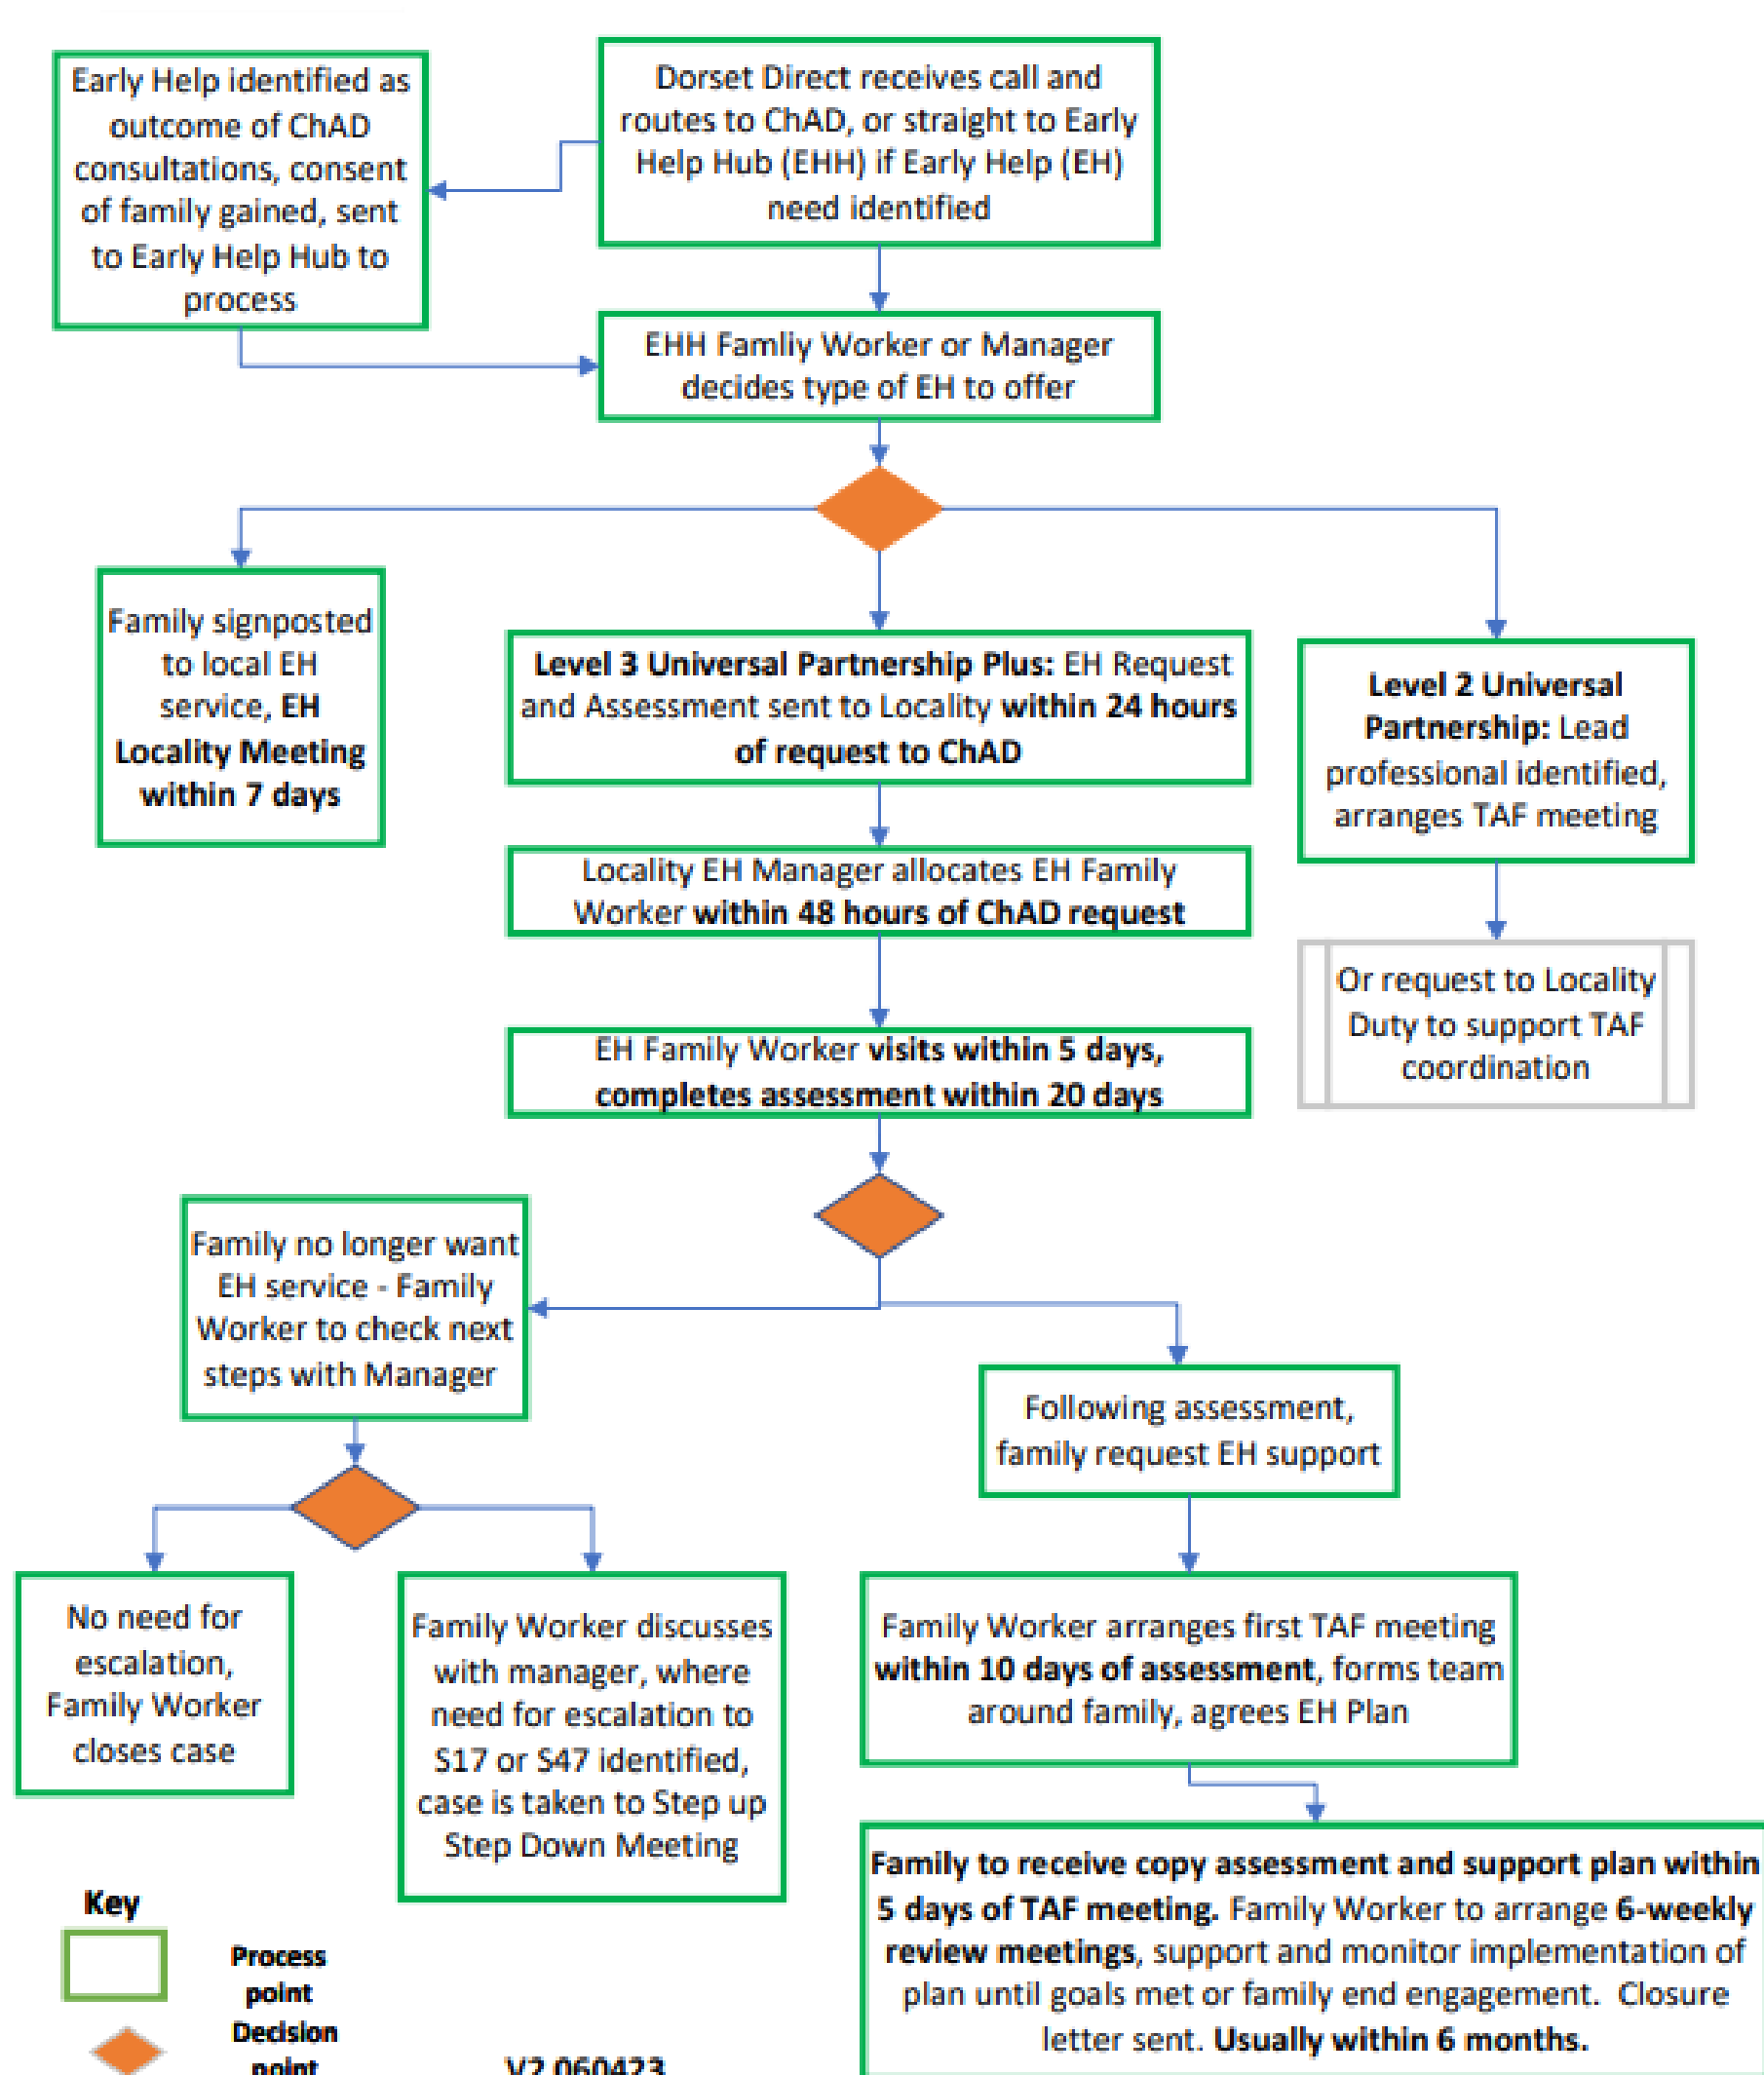 Early Help identified as
outcome of ChAD
consultations, consent
of family gained, sent
to Early Help Hub to
process
Dorset Direct receives call and
routes to ChAD, or straight to Early
Help Hub (EHH) if Early Help (EH)
need identified
EHH Famliy Worker or Manager
decides type of EH to offer
Family signposted
to local EH
service, EH
Locality Meeting
within 7 days
Level 3 Universal Partnership Plus: EH Request
and Assessment sent to Locality within 24 hours
of request to ChAD
Level 2 Universal
Partnership: Lead
professional identified,
arranges TAF meeting
Locality EH Manager allocates EH Family
Worker within 48 hours of ChAD request
Or request to Locality
Duty to support TAF
coordination
EH Family Worker visits within 5 days,
completes assessment within 20 days
Family no longer want
EH service - Family
Worker to check next
steps with Manager
Following assessment,
family request EH support
No need for
escalation,
Family Worker
closes case
Family Worker discusses
with manager, where
need for escalation to
S17 or S47 identified,
case is taken to Step up
Step Down Meeting
Family Worker arranges first TAF meeting
within 10 days of assessment, forms team
around family, agrees EH Plan
Family to receive copy assessment and support plan within
5 days of TAF meeting. Family Worker to arrange 6-weekly
review meetings, support and monitor implementation of
plan until goals met or family end engagement. Closure
letter sent. Usually within 6 months.
Key
Process
point
Decision
point
V2 060423